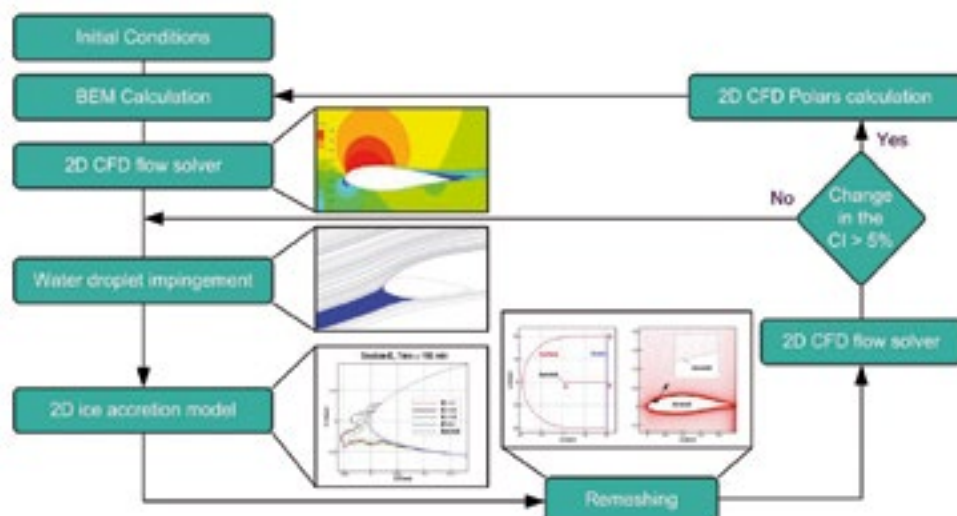 Initial Conditions
BEM Calculation
2D CFD flow solver
Water droplet impingement
2D ice accretion model
Remeshing
2D CFD flow solver
Change
in the
Cl > 5%
No
Yes
2D CFD Polars calculation